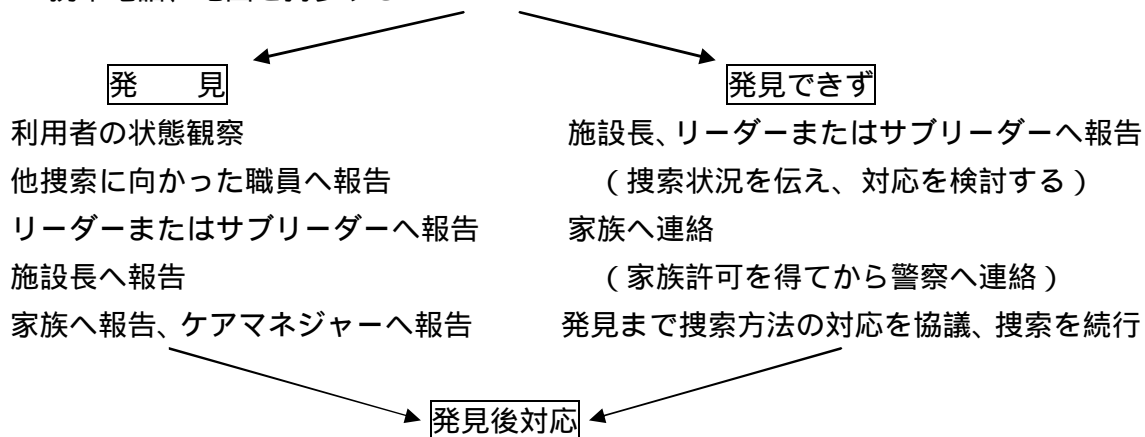 発　　見
利用者の状態観察
他捜索に向かった職員へ報告
リーダーまたはサブリーダーへ報告
施設長へ報告
家族へ報告、ケアマネジャーへ報告
発見できず
施設長、リーダーまたはサブリーダーへ報告
（捜索状況を伝え、対応を検討する）
家族へ連絡
（家族許可を得てから警察へ連絡）
発見まで捜索方法の対応を協議、捜索を続行
発見後対応